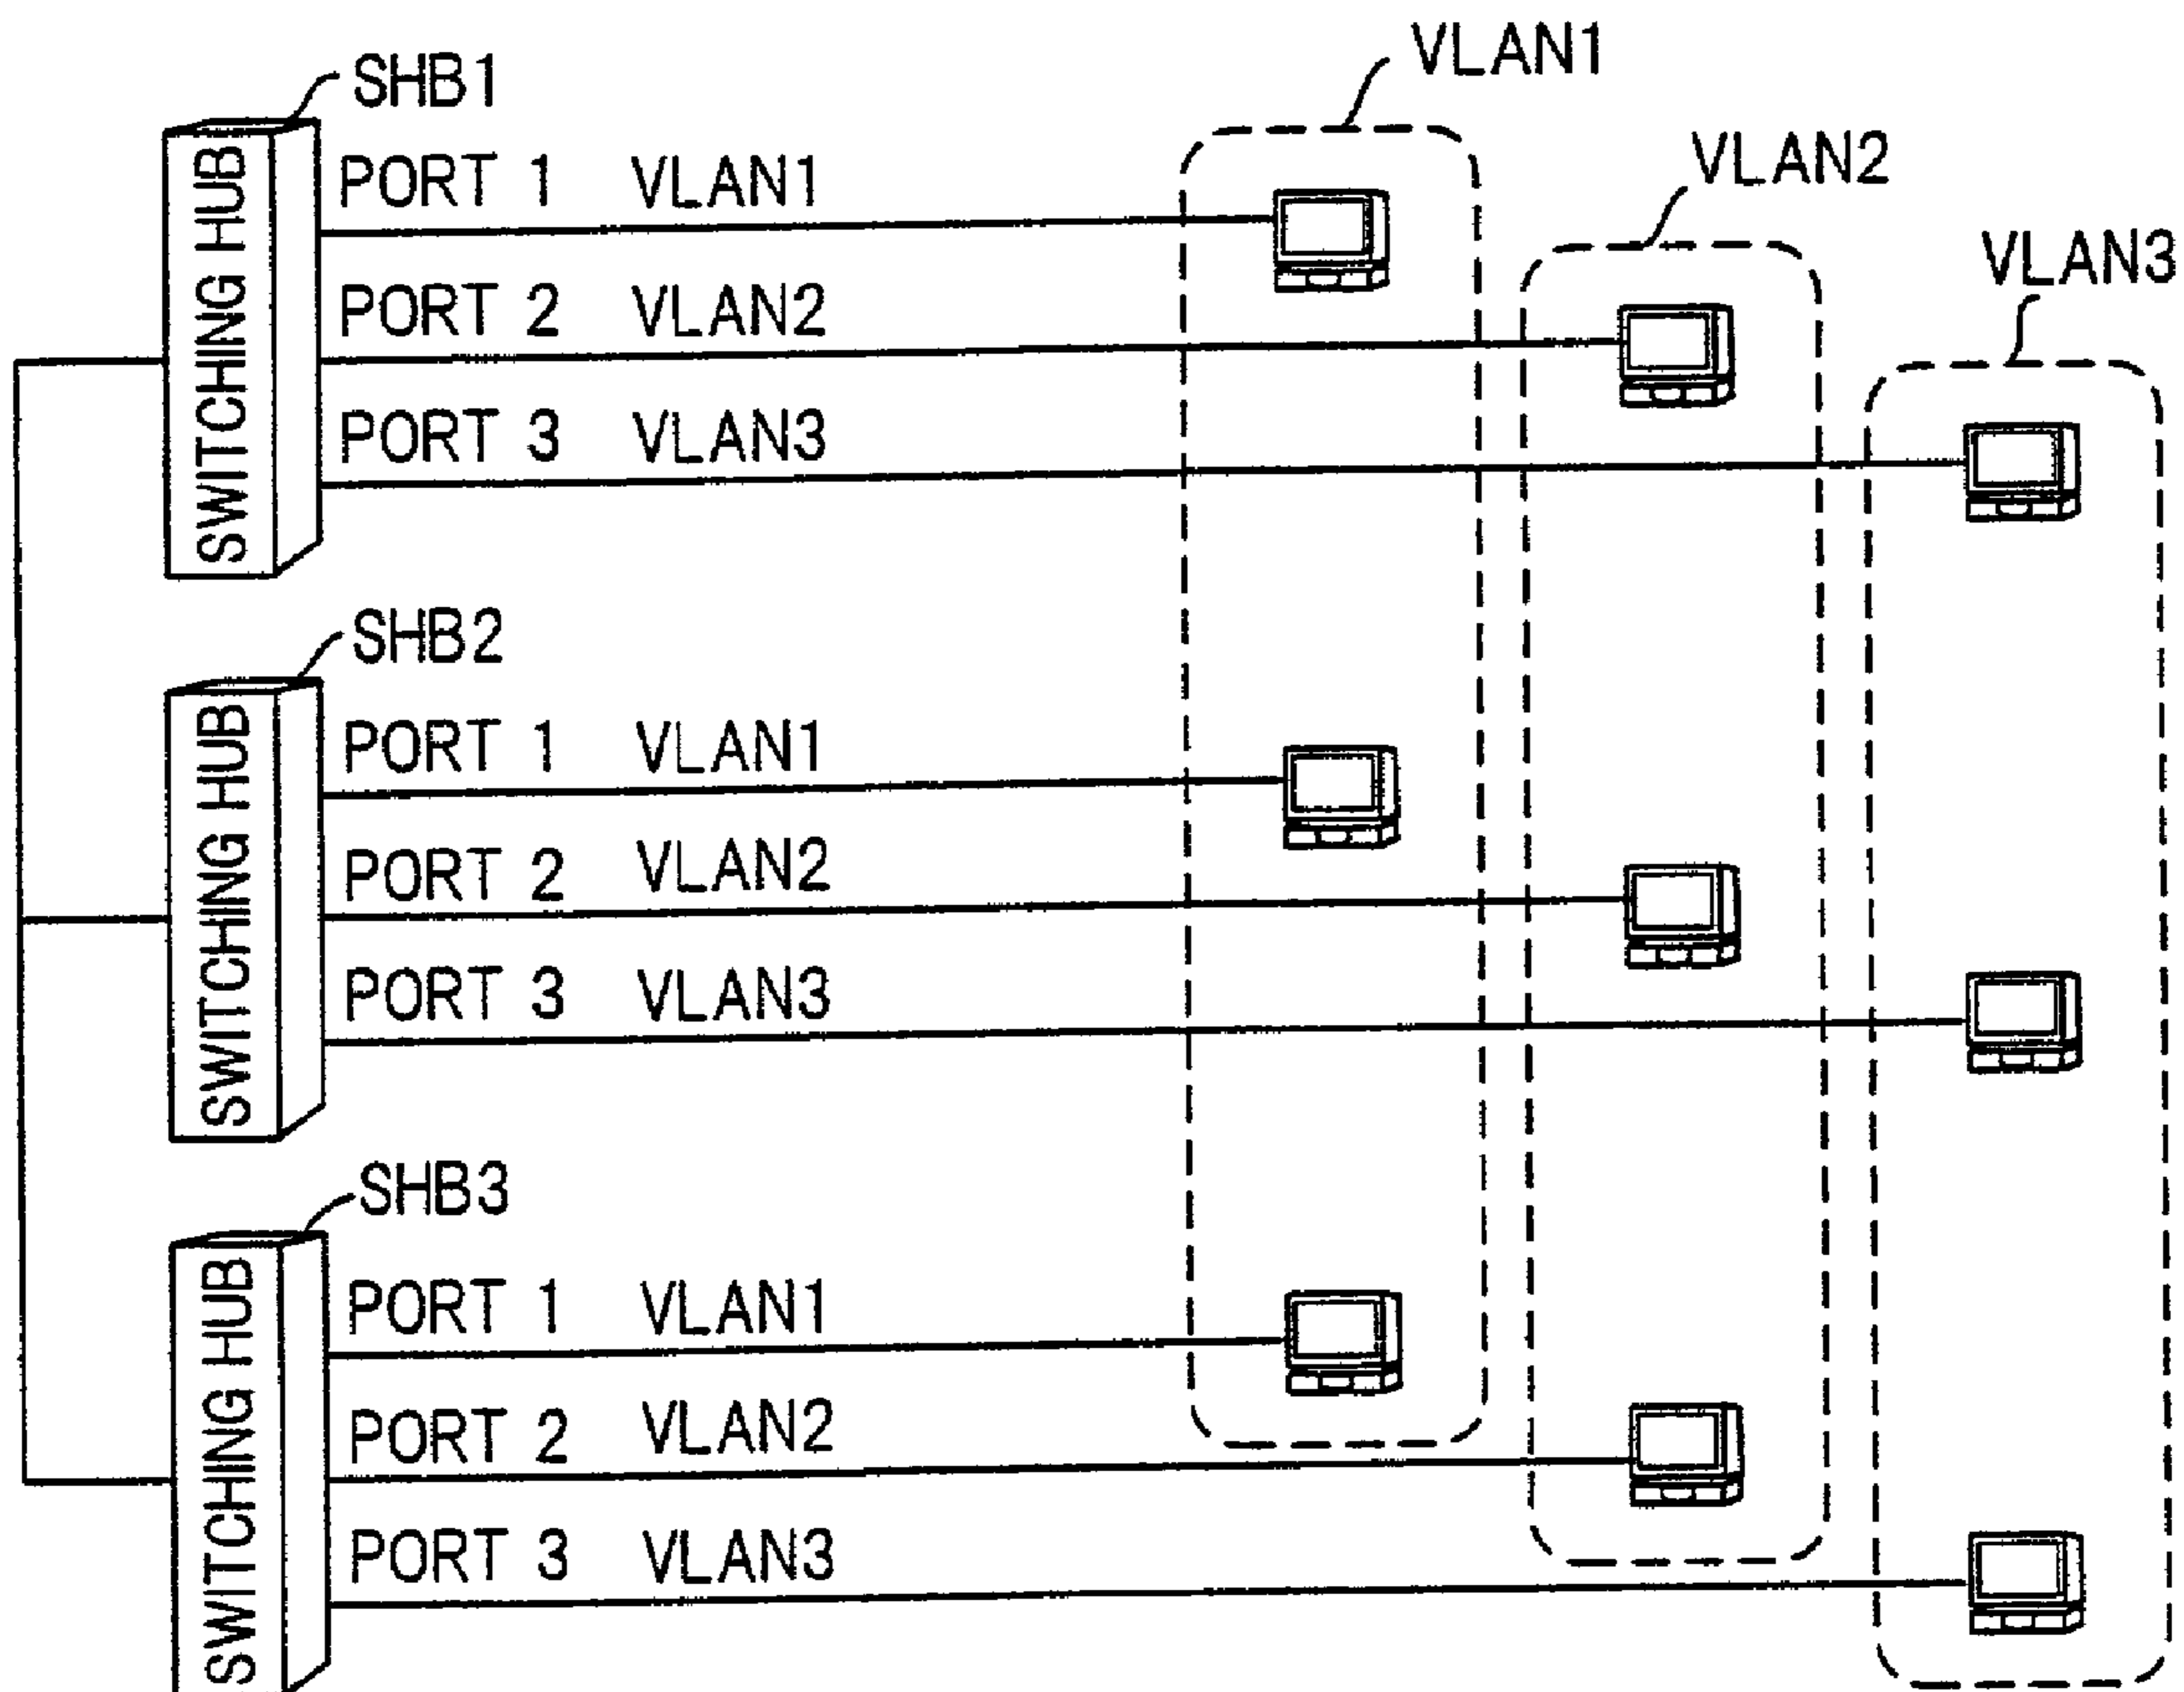 VLAN1
SHB1
VLAN2
VLAN3
SWITCHING HUB
PORT 1 VLAN1
PORT 2 VLAN2
PORT 3 VLAN3
SHB2
SWITCHING HUB
PORT 1 VLAN1
PORT 2 VLAN2
PORT 3 VLAN3
SHB3
SWITCHING HUB
PORT 1 VLAN1
PORT 2 VLAN2
PORT 3 VLAN3